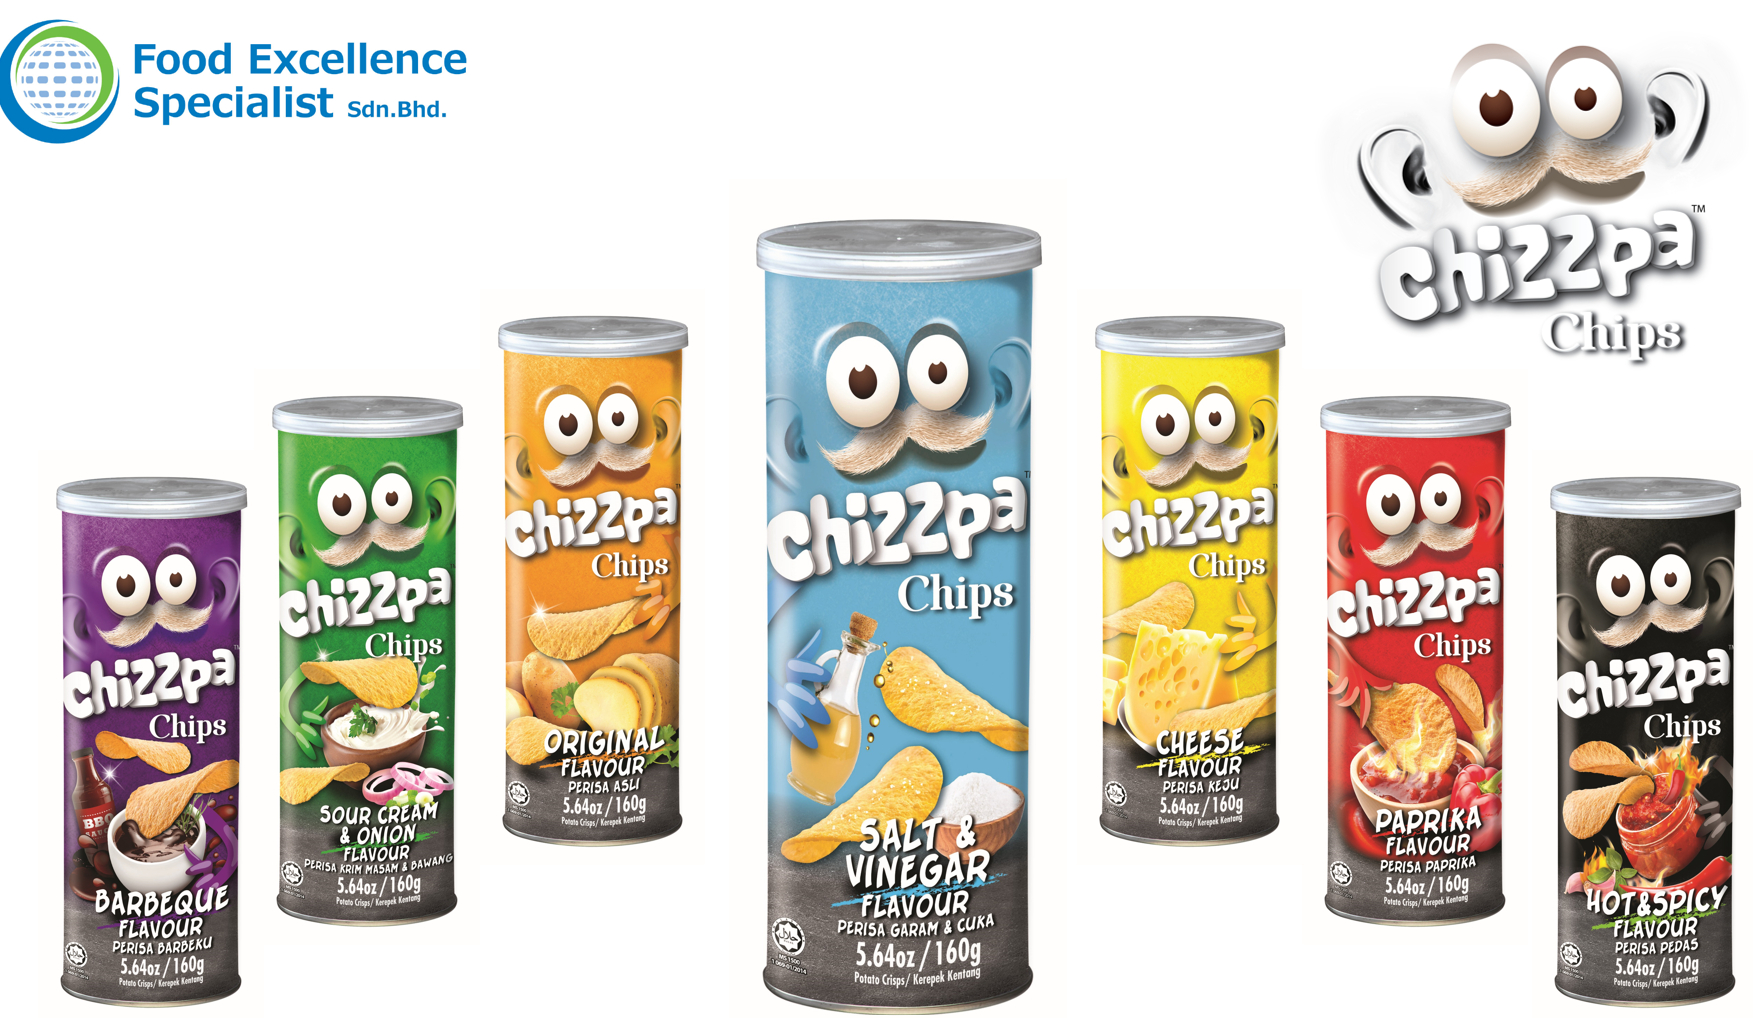 Food Excellence
Specialist Sdn.Bhd.
chizzpa TM
Chips
chizzpa
Chips
BARBEQUE
FLAVOUR
PERISA BARBEKU
5.64oz / 160g
Potato Crisps/ Kerepek Kentang
chizzpa
Chips
SOUR CREAM
& ONION
FLAVOUR
PERISA KRIM MASAM & BAWANG
5.64oz / 160g
Potato Crisps/ Kerepek Kentang
chizzpa
Chips
ORIGINAL
FLAVOUR
PERISA ASLI
5.64oz / 160g
Potato Crisps/ Kerepek Kentang
chizzpa
Chips
SALT &
VINEGAR
FLAVOUR
PERISA GARAM & CUKA
5.64oz / 160g
Potato Crisps/ Kerepek Kentang
MS 1500
chizzpa
Chips
CHEESE
FLAVOUR
PERISA KEJU
5.64oz / 160g
Potato Crisps/ Kerepek Kentang
chizzpa
Chips
PAPRIKA
FLAVOUR
PERISA PAPRIKA
5.64oz / 160g
Potato Crisps/ Kerepek Kentang
chizzpa
Chips
HOT&SPICY
FLAVOUR
PERISA PEDAS
5.64oz / 160g
Potato Crisps/ Kerepek Kentang